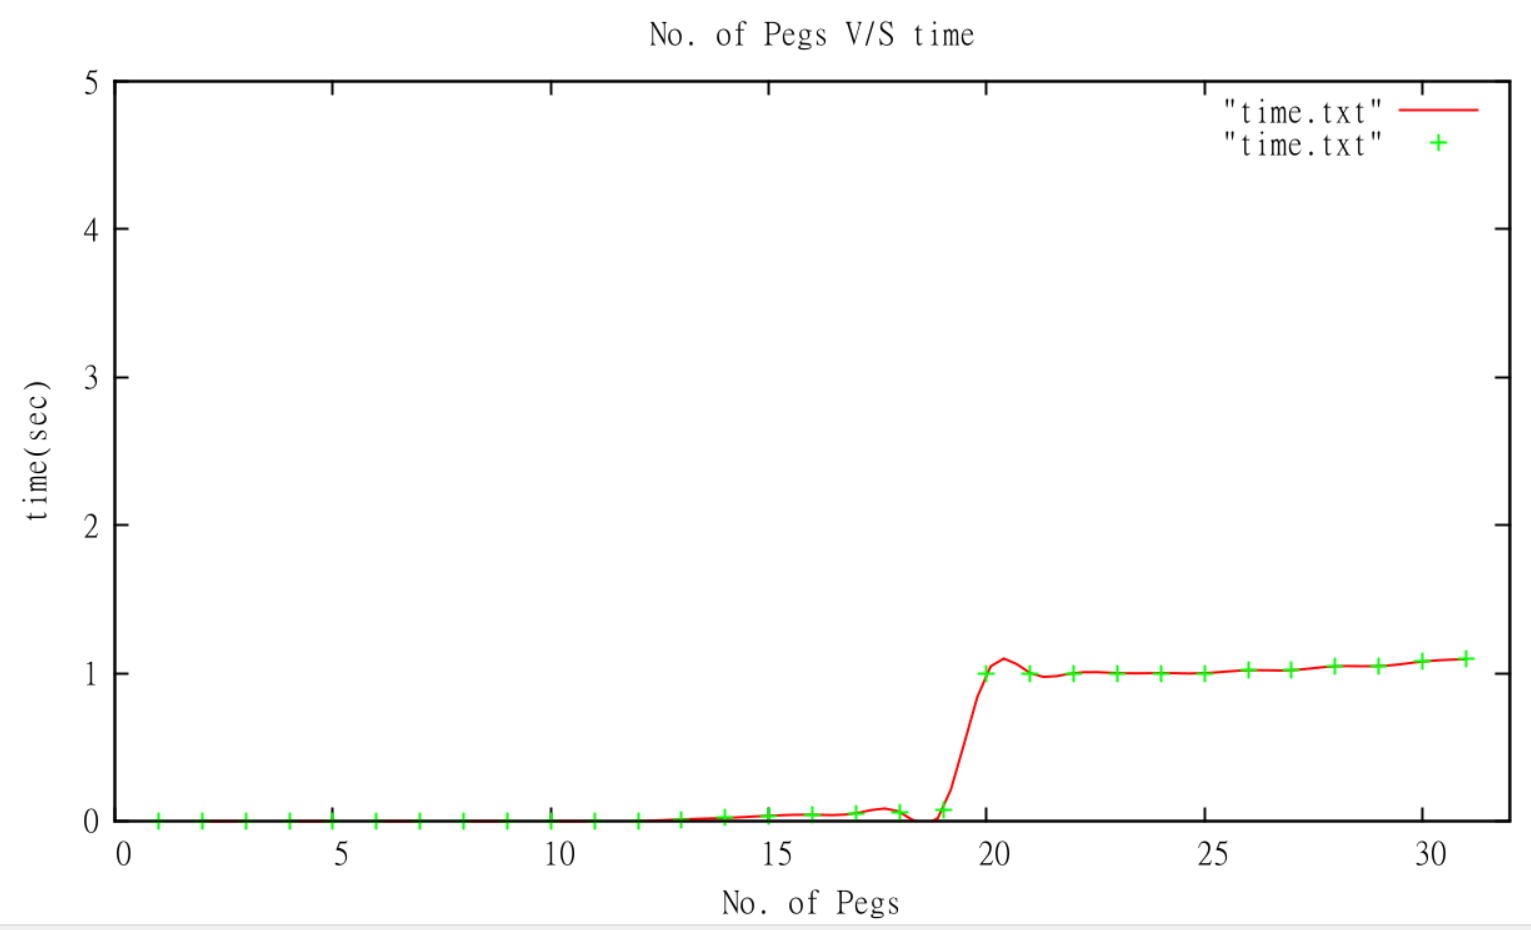 No. of Pegs V/S time
"time.txt"
"time.txt"
5
4
3
2
1
0
time(sec)
0 5 10 15 20 25 30
No. of Pegs